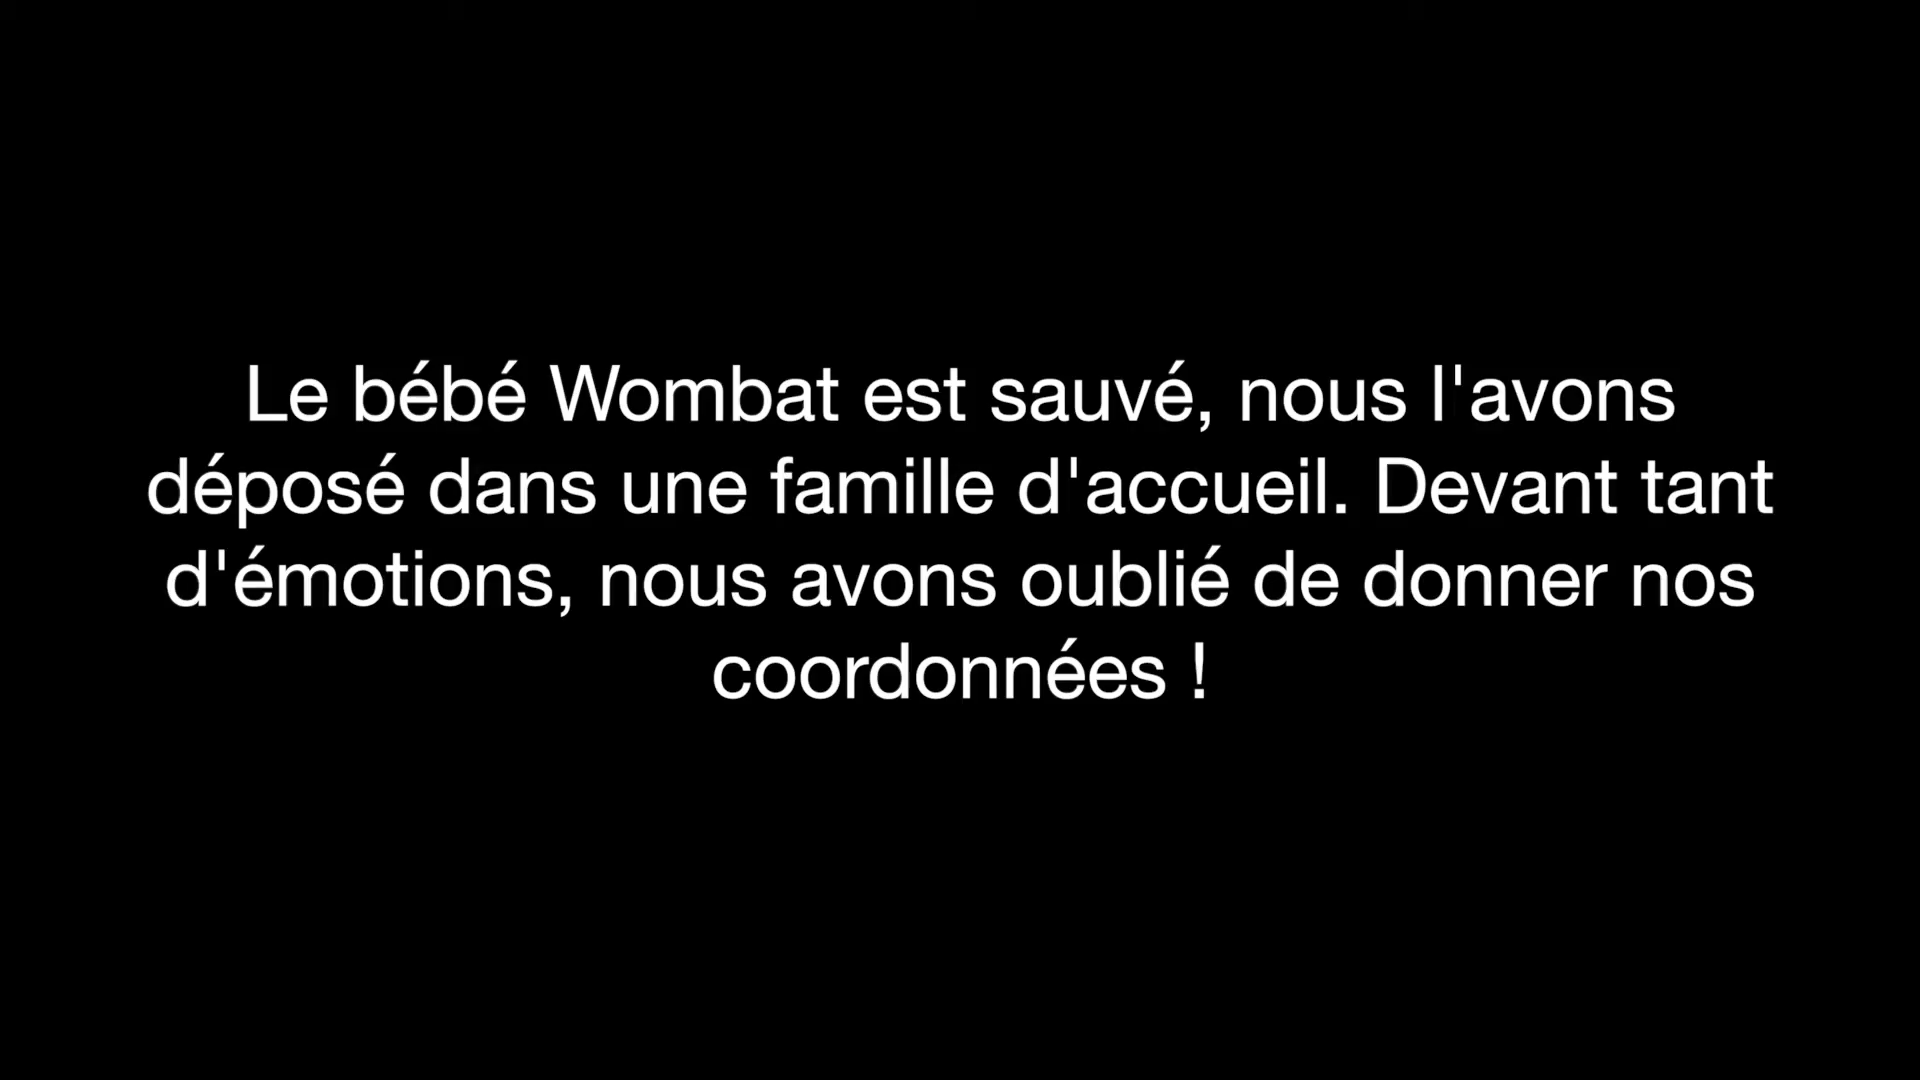 Le bébé Wombat est sauvé, nous l'avons
déposé dans une famille d'accueil. Devant tant
d'émotions, nous avons oublié de donner nos
coordonnées !